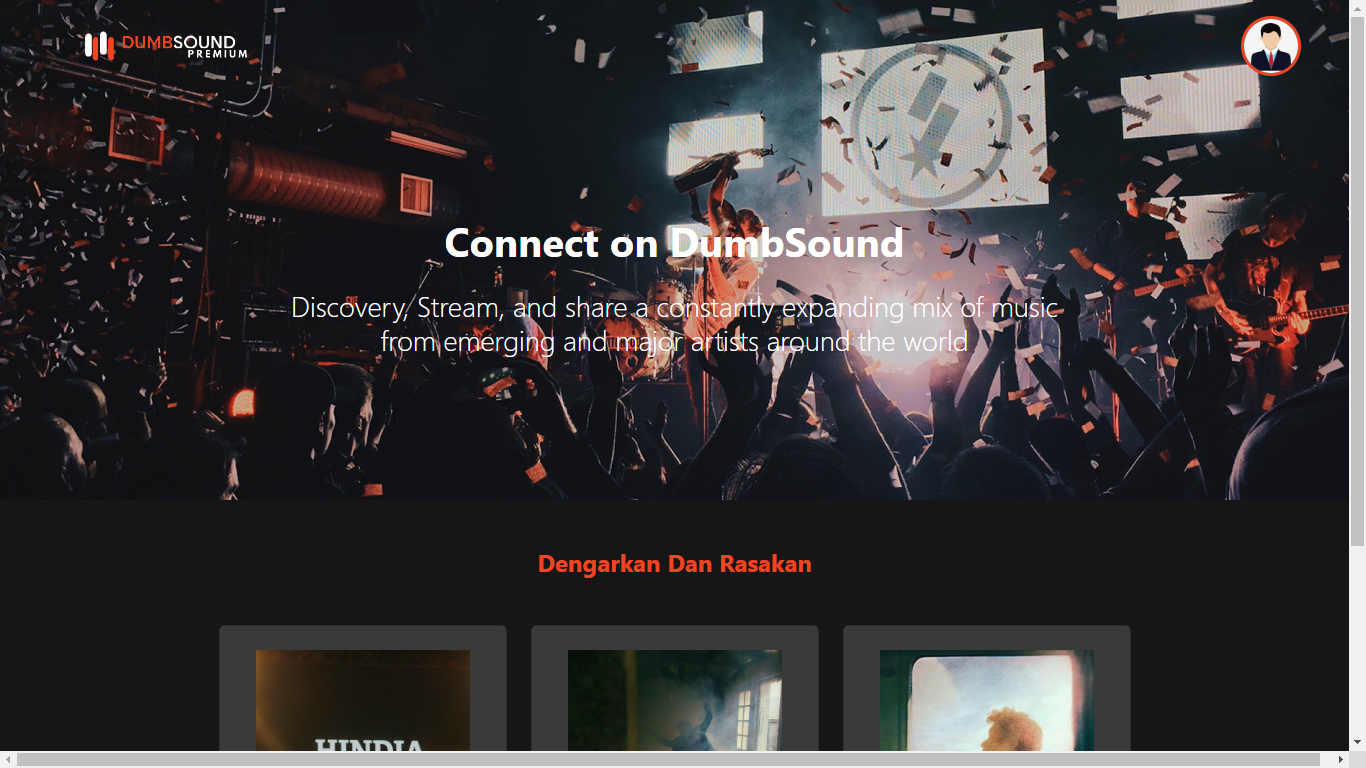 DUMBSOUND
PREMIUM
Connect on DumbSound
Discovery, Stream, and share a constantly expanding mix of music
from emerging and major artists around the world
Dengarkan Dan Rasakan
HINDIA